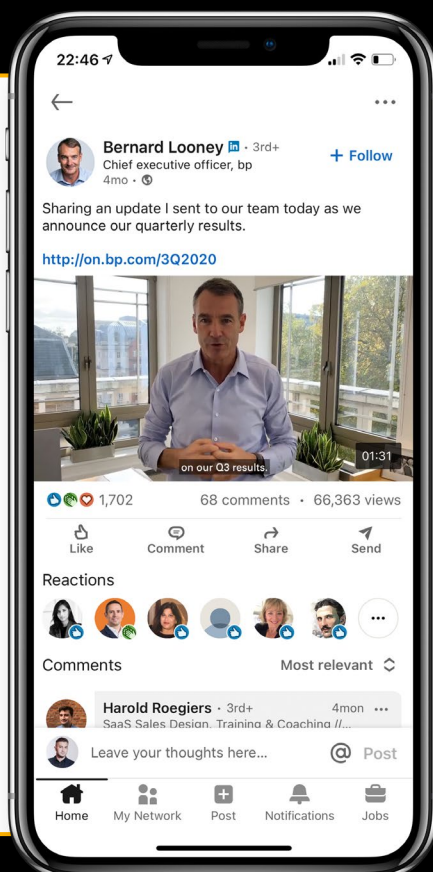 22:46
Bernard Looney in · 3rd+
Chief executive officer, bp
4mo ·
+ Follow
Sharing an update I sent to our team today as we
announce our quarterly results.
http://on.bp.com/3Q2020
on our Q3 results.
01:31
1,702
68 comments · 66,363 views
Like
Comment
Share
Send
Reactions
Comments
Most relevant
Harold Roegiers · 3rd+
4mon
SaaS Sales Design, Training & Coaching //...
Leave your thoughts here...
@ Post
Home
My Network
Post
Notifications
Jobs